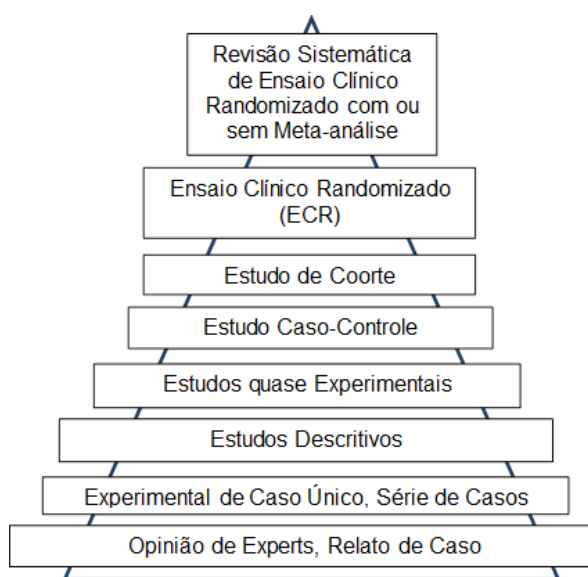 Revisão Sistemática
de Ensaio Clínico
Randomizado com ou
sem Meta-análise
Ensaio Clínico Randomizado
(ECR)
Estudo de Coorte
Estudo Caso-Controle
Estudos quase Experimentais
Estudos Descritivos
Experimental de Caso Único, Série de Casos
Opinião de Experts, Relato de Caso